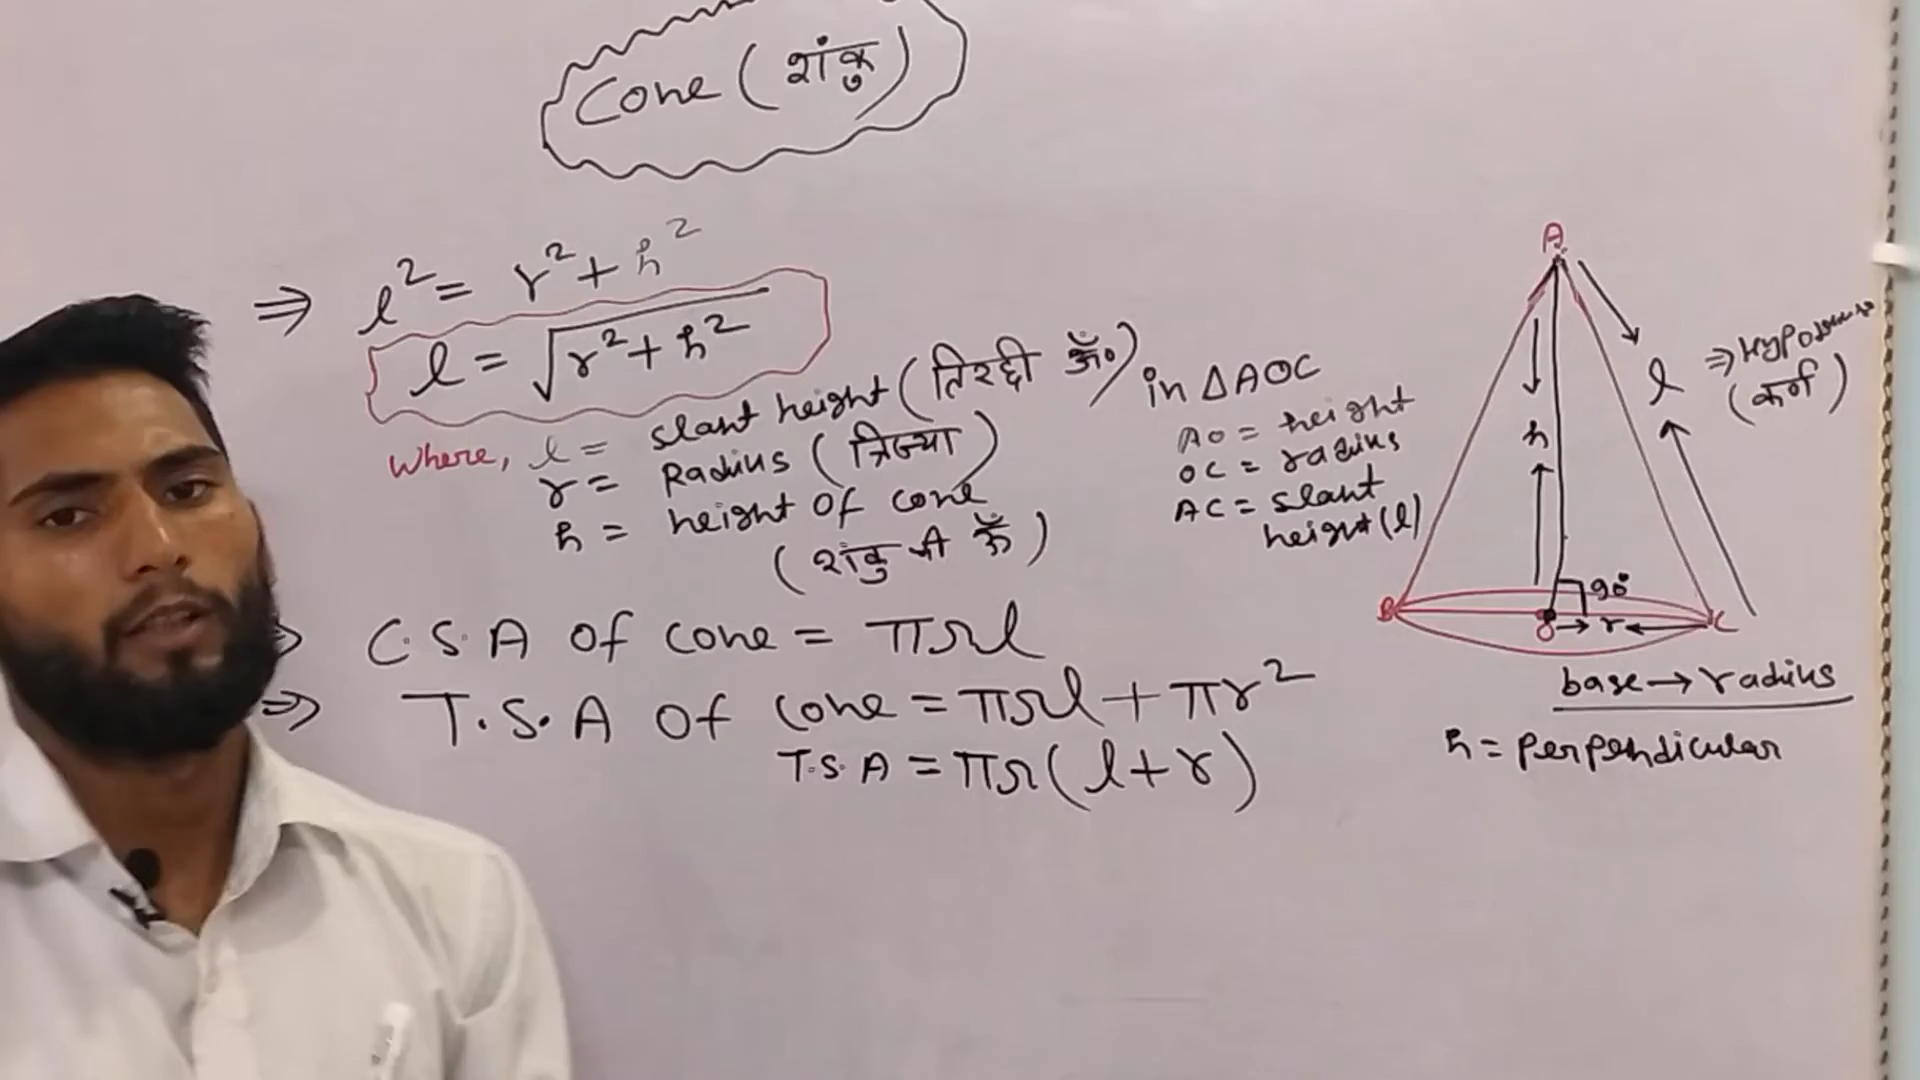 Cone (शंकु)
⇒ l² = r² + h²
l = √r² + h²
Where, l = slant height (तिरछी ऊँ०)
r = Radius (त्रिज्या)
h = height of cone
(शंकु की ऊँ)
⇒ C.S.A of cone = πrl
⇒ T.S.A of cone = πrl + πr²
T.S.A = πr(l + r)
in ΔAOC
AO = height
OC = radius
AC = slant
height (l)
A
l ⇒
(कर्ण)
h
90°
B O → r ← C
base → radius
h = perpendicular